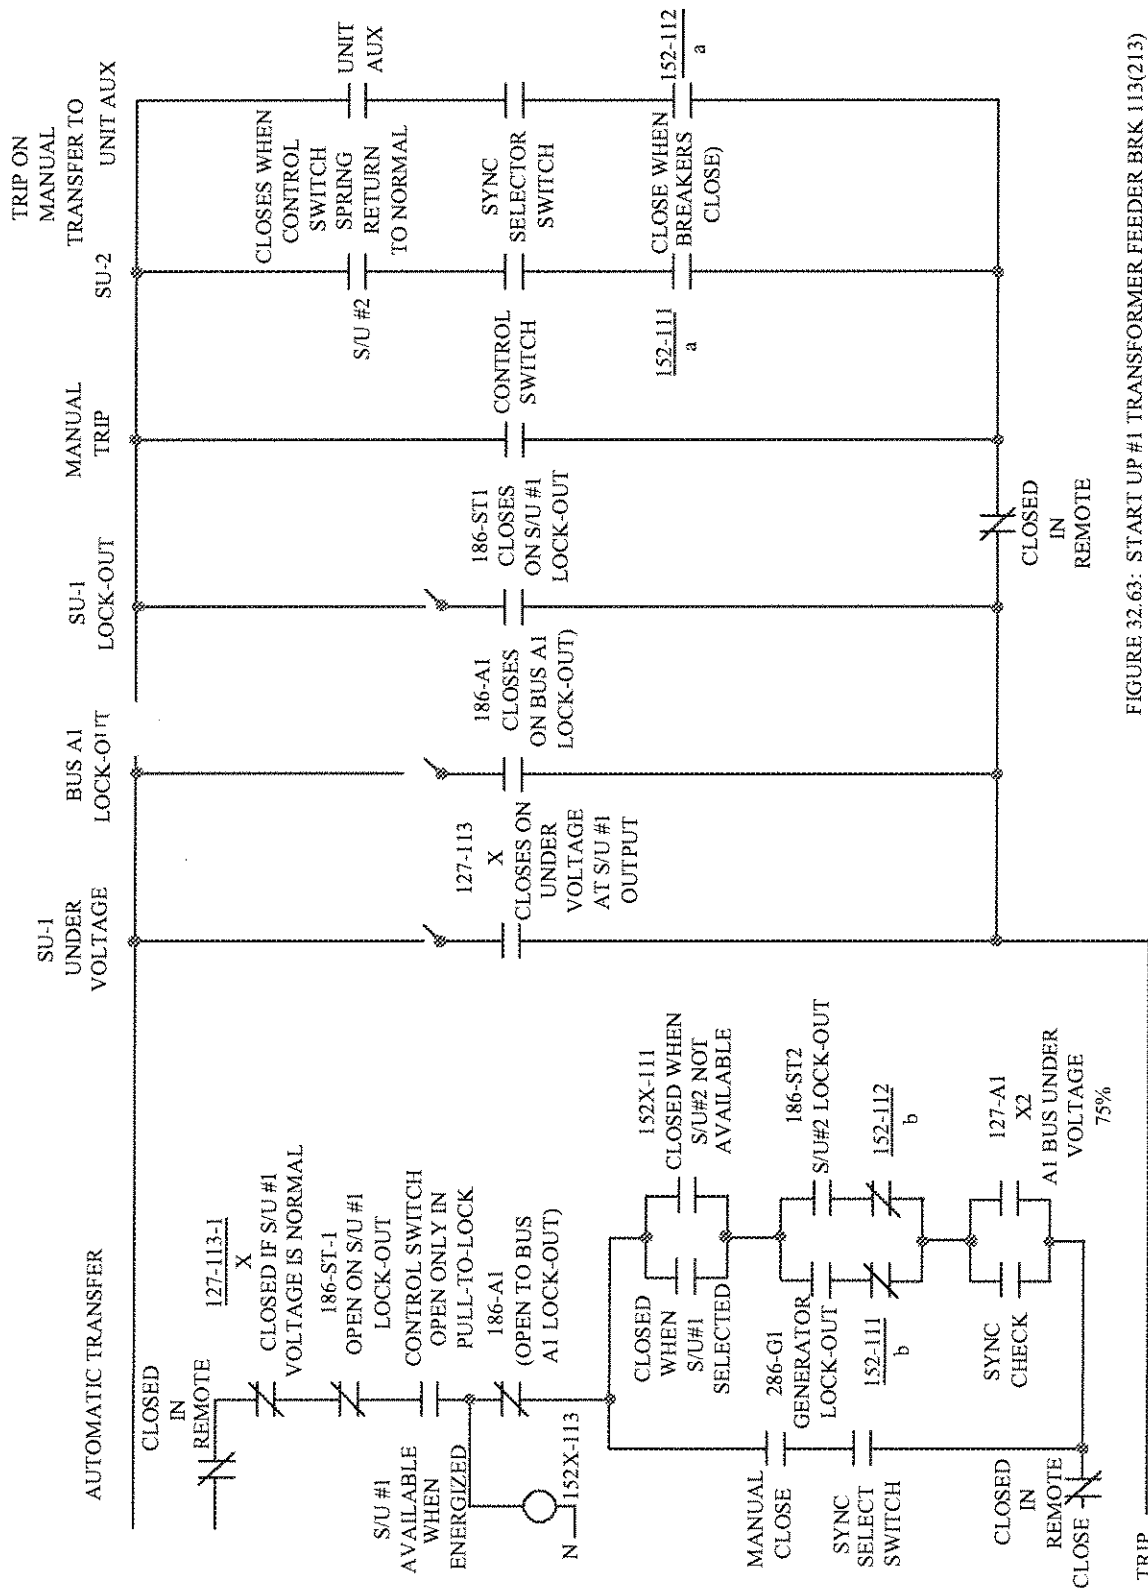 AUTOMATIC TRANSFER
CLOSED
IN
REMOTE
127-113-1
X
CLOSED IF S/U #1
VOLTAGE IS NORMAL
186-ST-1
OPEN ON S/U #1
LOCK-OUT
CONTROL SWITCH
OPEN ONLY IN
PULL-TO-LOCK
186-A1
(OPEN TO BUS
A1 LOCK-OUT)
S/U #1
AVAILABLE
WHEN
ENERGIZED
N
152X-113
MANUAL
CLOSE
SYNC
SELECT
SWITCH
CLOSED
IN
REMOTE
CLOSE
TRIP
CLOSED
WHEN
S/U#1
SELECTED
152X-111
CLOSED WHEN
S/U#2 NOT
AVAILABLE
286-G1
GENERATOR
LOCK-OUT
152-111
b
186-ST2
S/U#2 LOCK-OUT
152-112
b
SYNC
CHECK
127-A1
X2
A1 BUS UNDER
VOLTAGE
75%
SU-1
UNDER
VOLTAGE
127-113
X
CLOSES ON
UNDER
VOLTAGE
AT S/U #1
OUTPUT
BUS A1
LOCK-OUT
186-A1
CLOSES
ON BUS A1
LOCK-OUT)
SU-1
LOCK-OUT
186-ST1
CLOSES
ON S/U #1
LOCK-OUT
MANUAL
TRIP
CONTROL
SWITCH
TRIP ON
MANUAL
TRANSFER TO
SU-2
UNIT AUX
S/U #2
CLOSES WHEN
CONTROL
SWITCH
SPRING
RETURN
TO NORMAL
UNIT
AUX
SYNC
SELECTOR
SWITCH
152-111
a
CLOSE WHEN
BREAKERS
CLOSE)
152-112
a
CLOSED
IN
REMOTE
FIGURE 32.63: START UP #1 TRANSFORMER FEEDER BRK 113(213)